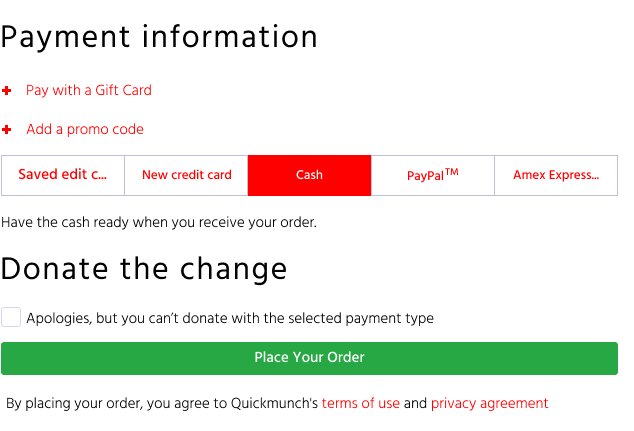 Payment information
Pay with a Gift Card
Add a promo code
Saved edit c... New credit card Cash PayPal™ Amex Express...
Have the cash ready when you receive your order.
Donate the change
Apologies, but you can’t donate with the selected payment type
Place Your Order
By placing your order, you agree to Quickmunch's terms of use and privacy agreement